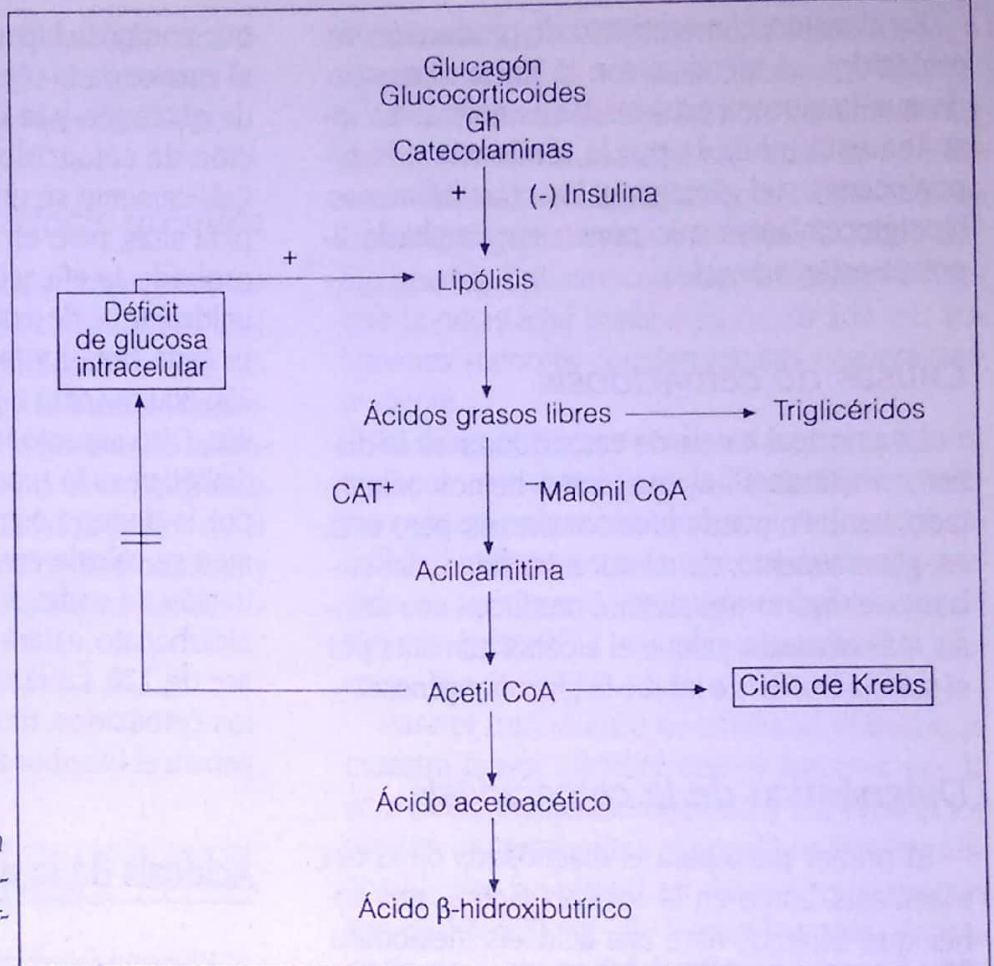 Glucagón
Glucocorticoides
Gh
Catecolaminas
+
(-) Insulina
+
Lipólisis
Déficit
de glucosa
intracelular
Ácidos grasos libres
Triglicéridos
CAT-I
Malonil CoA
Acilcarnitina
Acetil CoA
Ciclo de Krebs
Ácido acetoacético
Ácido β-hidroxibutírico